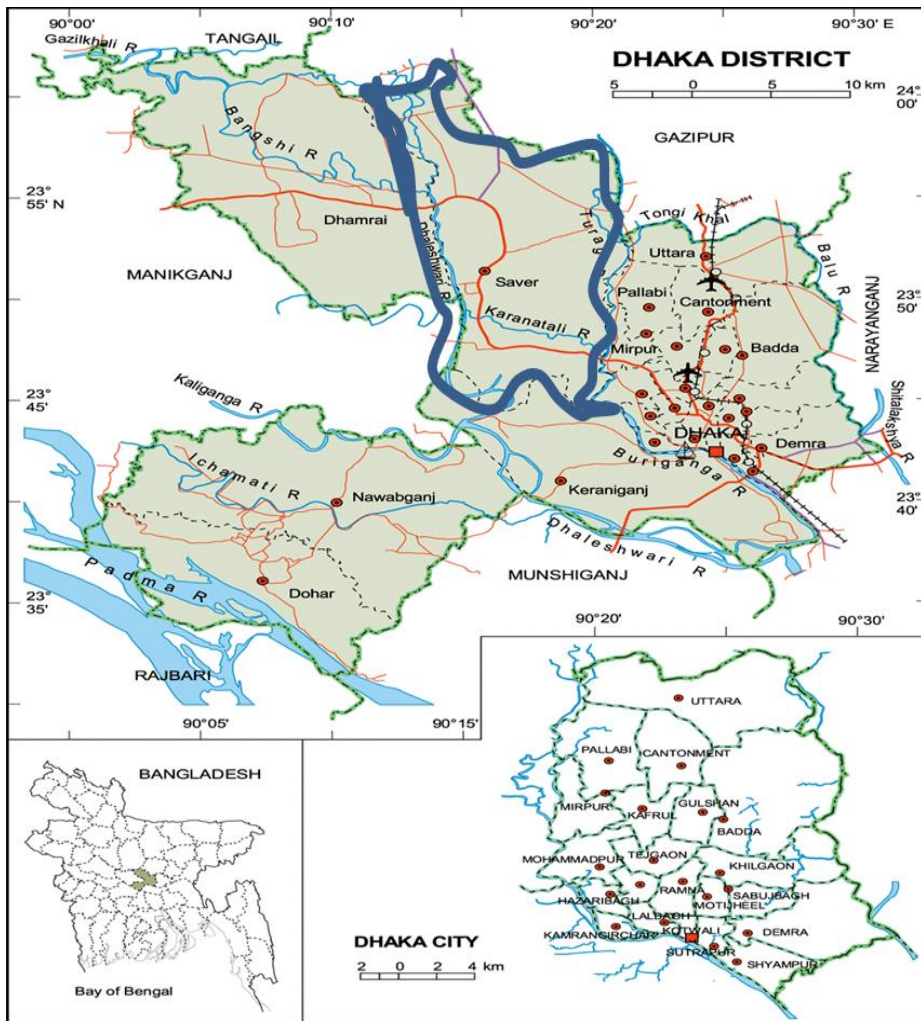 90°00'
90°10'
90°20'
90°30' E
TANGAIL
Gazilkhali R
DHAKA DISTRICT
5 0 5 10 km
24°
00'
Bangshi R
GAZIPUR
23°
55' N
Tongi Khal
Dhamrai
Turag
Uttara
Balu R
Dhaleshwari R
MANIKGANJ
Saver
Pallabi
Cantonment
23°
50'
NARAYANGANJ
Karanatali R
Mirpur
Badda
Kaliganga R
23°
45'
Shitalakshya R
DHAKA
Demra
Ichamati R
Nawabganj
Buriganga R
Keraniganj
23°
40'
Dhaleshwari R
MUNSHIGANJ
Padma R
Dohar
23°
35'
RAJBARI
90°05'
90°15'
90°20'
90°30'
UTTARA
PALLABI
CANTONMENT
MIRPUR
KAFRUL
GULSHAN
BADDA
MOHAMMADPUR
TEJGAON
KHILGAON
RAMNA
HAZARIBAGH
SABUJBAGH
MOTIJHEEL
LALBAGH
KOTWALI
KAMRANGIRCHAR
DEMRA
SUTRAPUR
SHYAMPUR
DHAKA CITY
2 0 2 4 km
BANGLADESH
Bay of Bengal